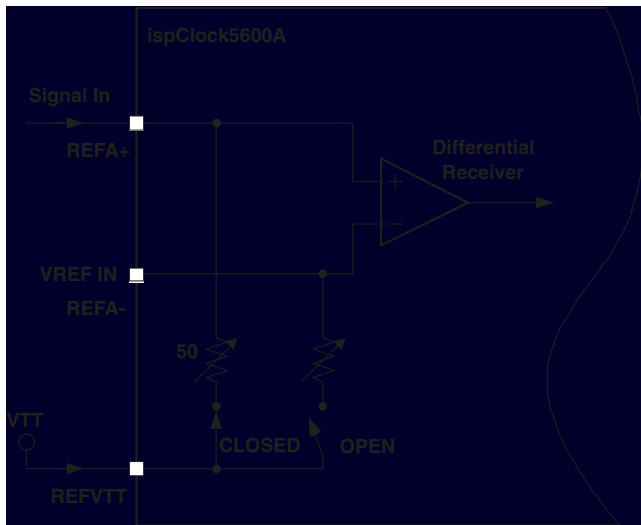 ispClock5600A
Signal In
REFA+
Differential
Receiver
+
−
VREF IN
REFA-
50
VTT
CLOSED
OPEN
REFVTT